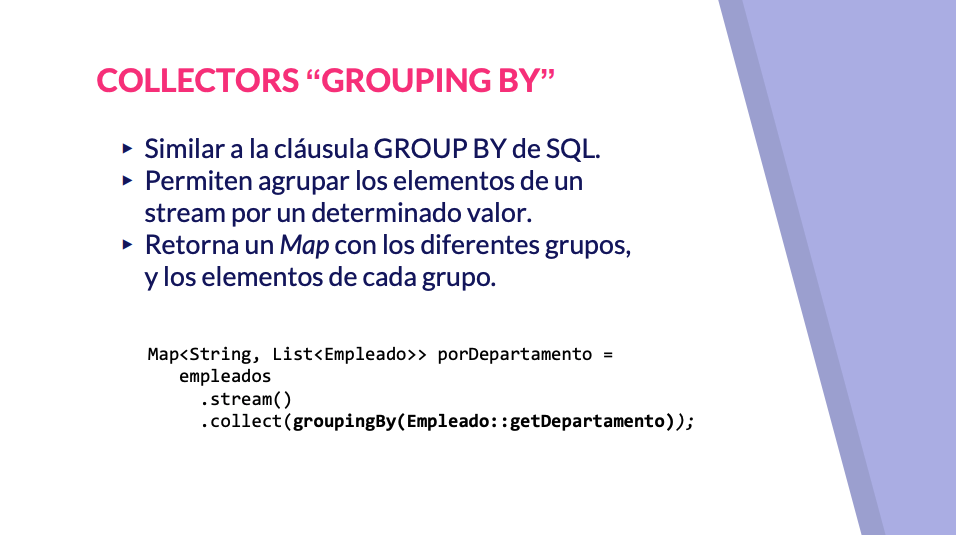 COLLECTORS “GROUPING BY”
▸ Similar a la cláusula GROUP BY de SQL.
▸ Permiten agrupar los elementos de un
stream por un determinado valor.
▸ Retorna un Map con los diferentes grupos,
y los elementos de cada grupo.
Map<String, List<Empleado>> porDepartamento =
empleados
.stream()
.collect(groupingBy(Empleado::getDepartamento));